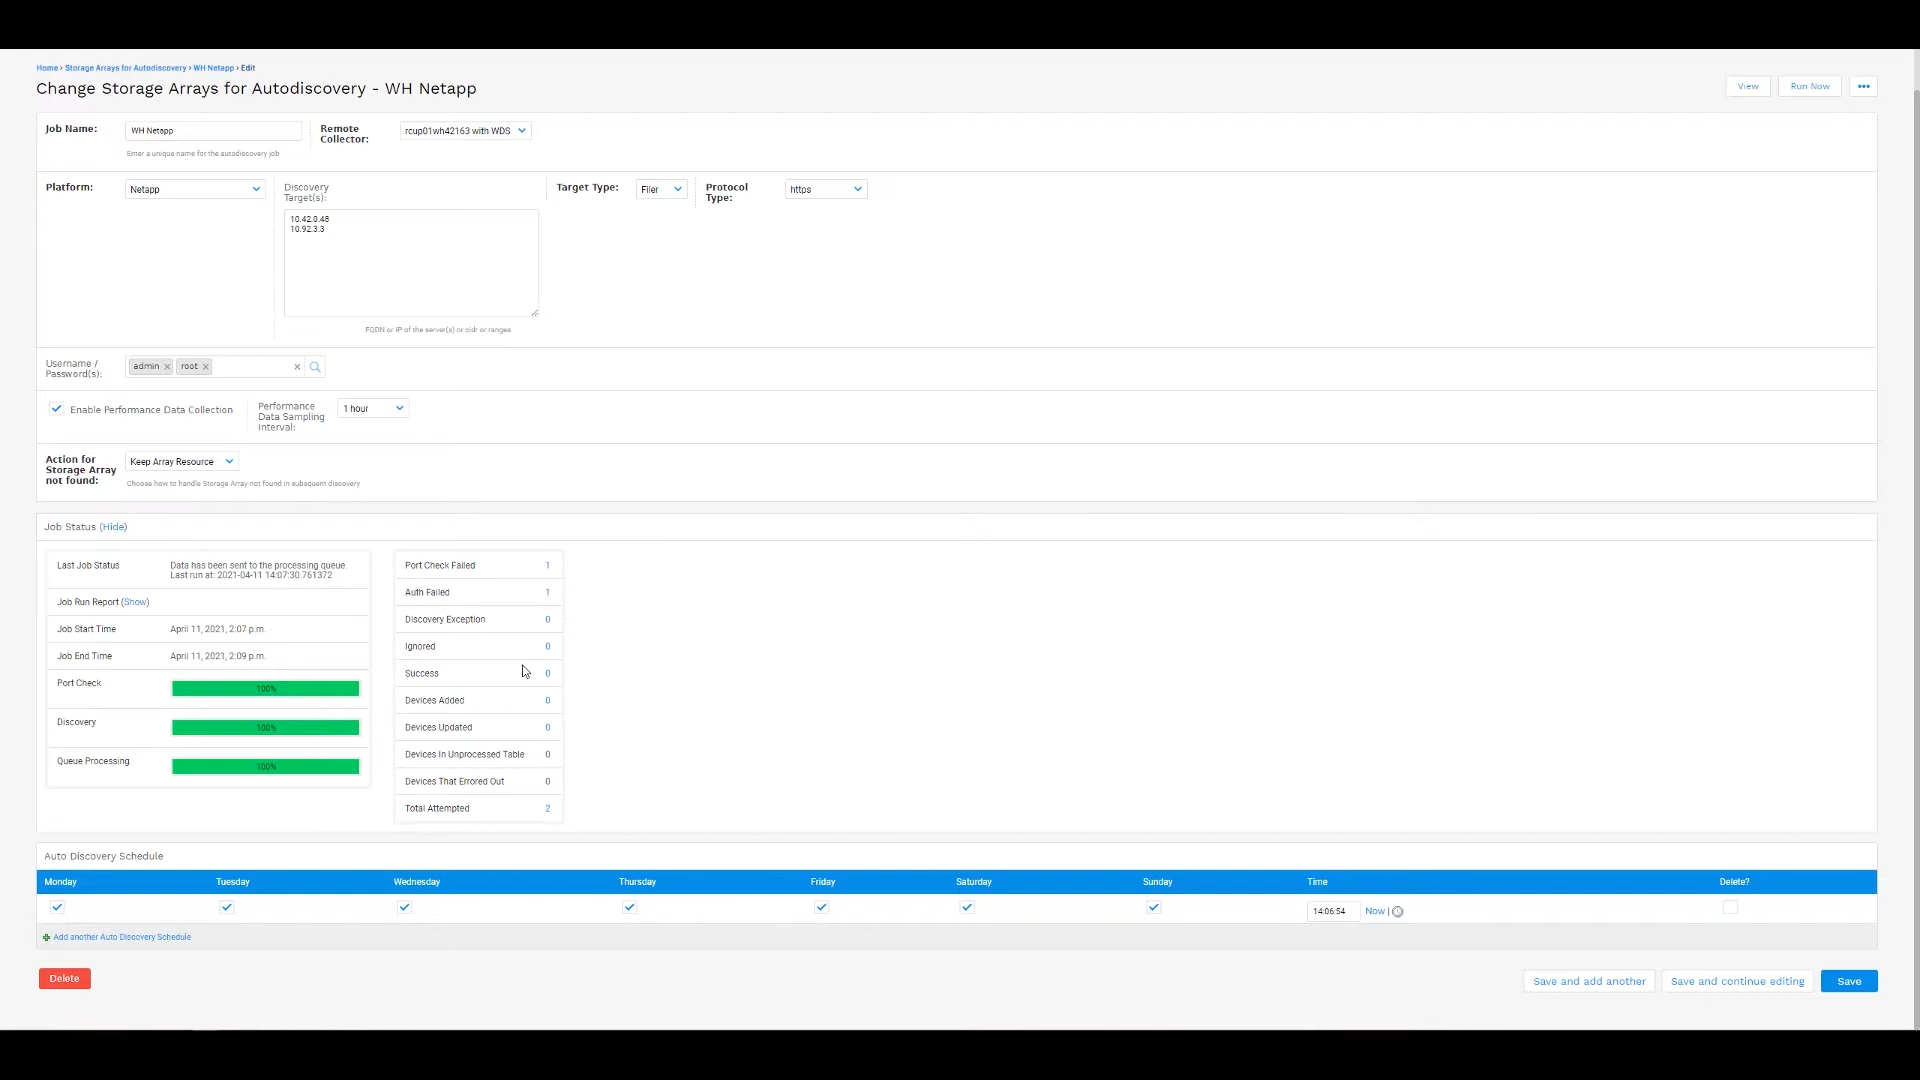 Home › Storage Arrays for Autodiscovery › WH Netapp › Edit
Change Storage Arrays for Autodiscovery - WH Netapp
View
Run Now
Job Name:
WH Netapp
Enter a unique name for the autodiscovery job
Remote
Collector:
rcup01wh42163 with WDS
Platform:
Netapp
Discovery
Target(s):
10.42.0.48
10.92.3.3
FQDN or IP of the server(s) or cidr or ranges
Target Type:
Filer
Protocol
Type:
https
Username /
Password(s):
admin ×
root ×
×
Enable Performance Data Collection
Performance
Data Sampling
Interval:
1 hour
Action for
Storage Array
not found:
Keep Array Resource
Choose how to handle Storage Array not found in subsequent discovery
Job Status (Hide)
Last Job Status
Data has been sent to the processing queue.
Last run at: 2021-04-11 14:07:30.761372
Job Run Report (Show)
Job Start Time April 11, 2021, 2:07 p.m.
Job End Time April 11, 2021, 2:09 p.m.
Port Check 100%
Discovery 100%
Queue Processing 100%
Port Check Failed 1
Auth Failed 1
Discovery Exception 0
Ignored 0
Success 0
Devices Added 0
Devices Updated 0
Devices In Unprocessed Table 0
Devices That Errored Out 0
Total Attempted 2
Auto Discovery Schedule
Monday Tuesday Wednesday Thursday Friday Saturday Sunday Time Delete?
14:06:54 Now |
Add another Auto Discovery Schedule
Delete
Save and add another
Save and continue editing
Save